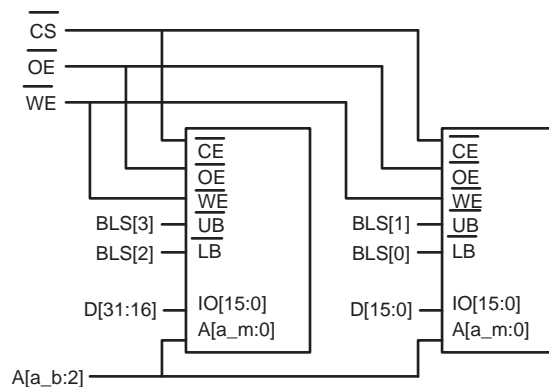 CS
OE
WE
CE
OE
WE
BLS[3] UB
BLS[2] LB
D[31:16] IO[15:0]
A[a_m:0]
CE
OE
WE
BLS[1] UB
BLS[0] LB
D[15:0] IO[15:0]
A[a_m:0]
A[a_b:2]